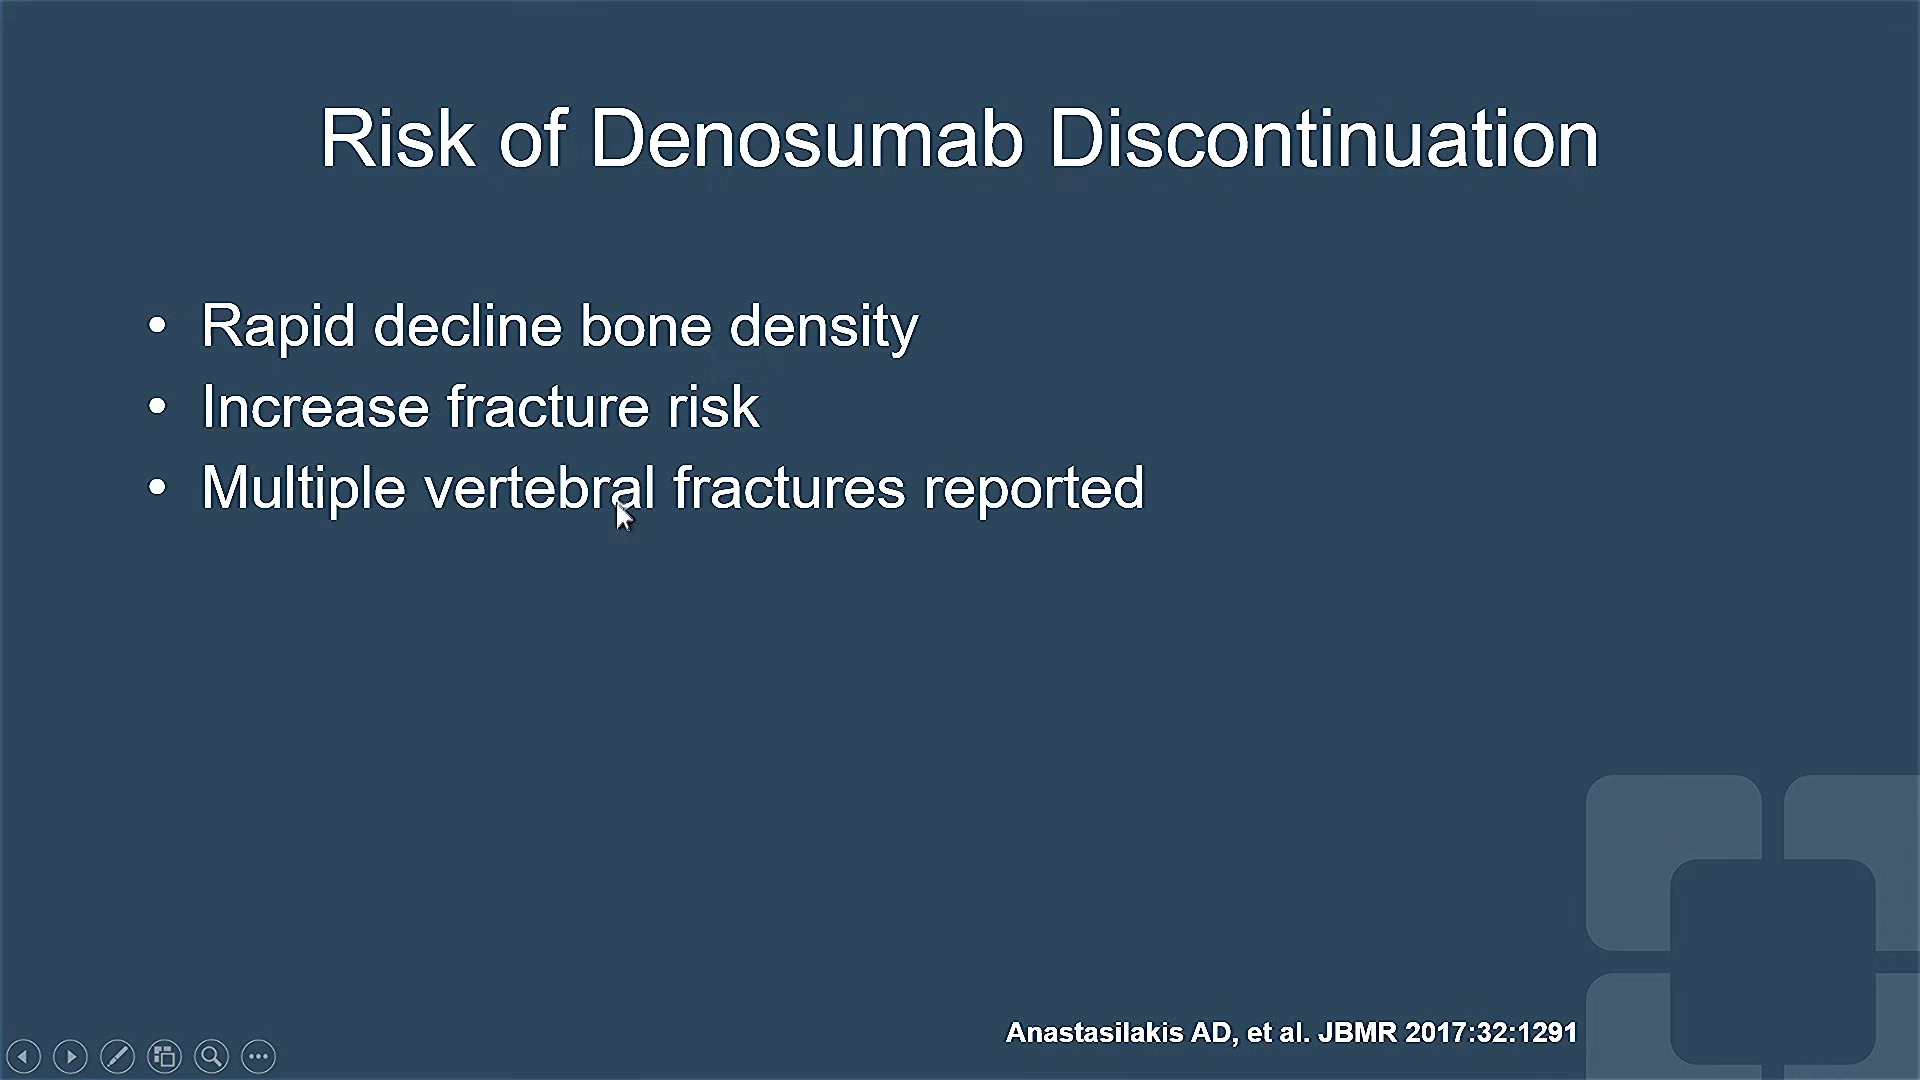 Risk of Denosumab Discontinuation
• Rapid decline bone density
• Increase fracture risk
• Multiple vertebral fractures reported
Anastasilakis AD, et al. JBMR 2017:32:1291